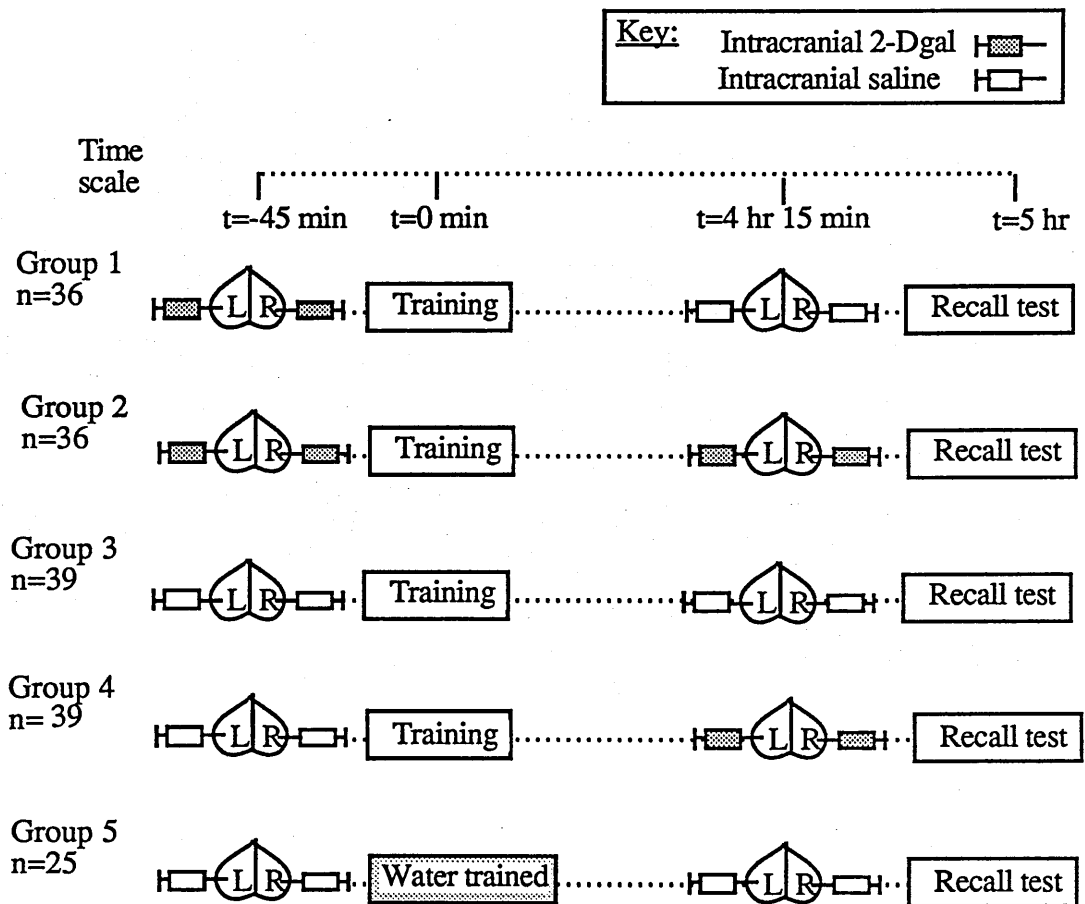 Key:
Intracranial 2-Dgal
Intracranial saline
Time
scale
t=-45 min t=0 min t=4 hr 15 min t=5 hr
Group 1
n=36
L R Training L R Recall test
Group 2
n=36
L R Training L R Recall test
Group 3
n=39
L R Training L R Recall test
Group 4
n= 39
L R Training L R Recall test
Group 5
n=25
L R Water trained L R Recall test